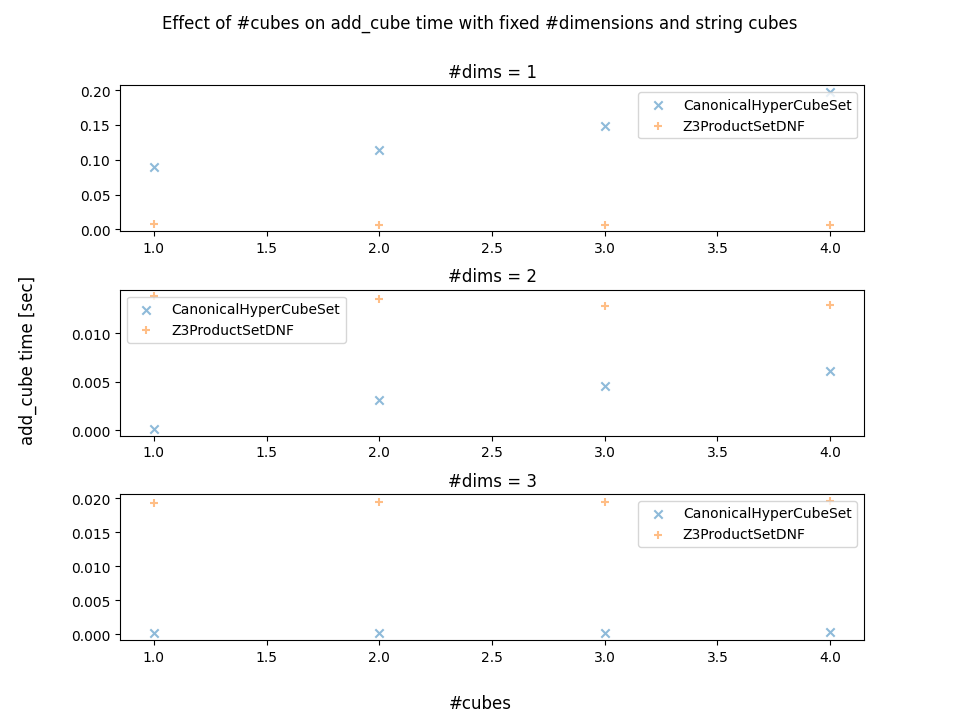 Effect of #cubes on add_cube time with fixed #dimensions and string cubes
#dims = 1
0.20
0.15
0.10
0.05
0.00
CanonicalHyperCubeSet
Z3ProductSetDNF
1.0 1.5 2.0 2.5 3.0 3.5 4.0
#dims = 2
0.010
0.005
0.000
CanonicalHyperCubeSet
Z3ProductSetDNF
1.0 1.5 2.0 2.5 3.0 3.5 4.0
add_cube time [sec]
#dims = 3
0.020
0.015
0.010
0.005
0.000
CanonicalHyperCubeSet
Z3ProductSetDNF
1.0 1.5 2.0 2.5 3.0 3.5 4.0
#cubes